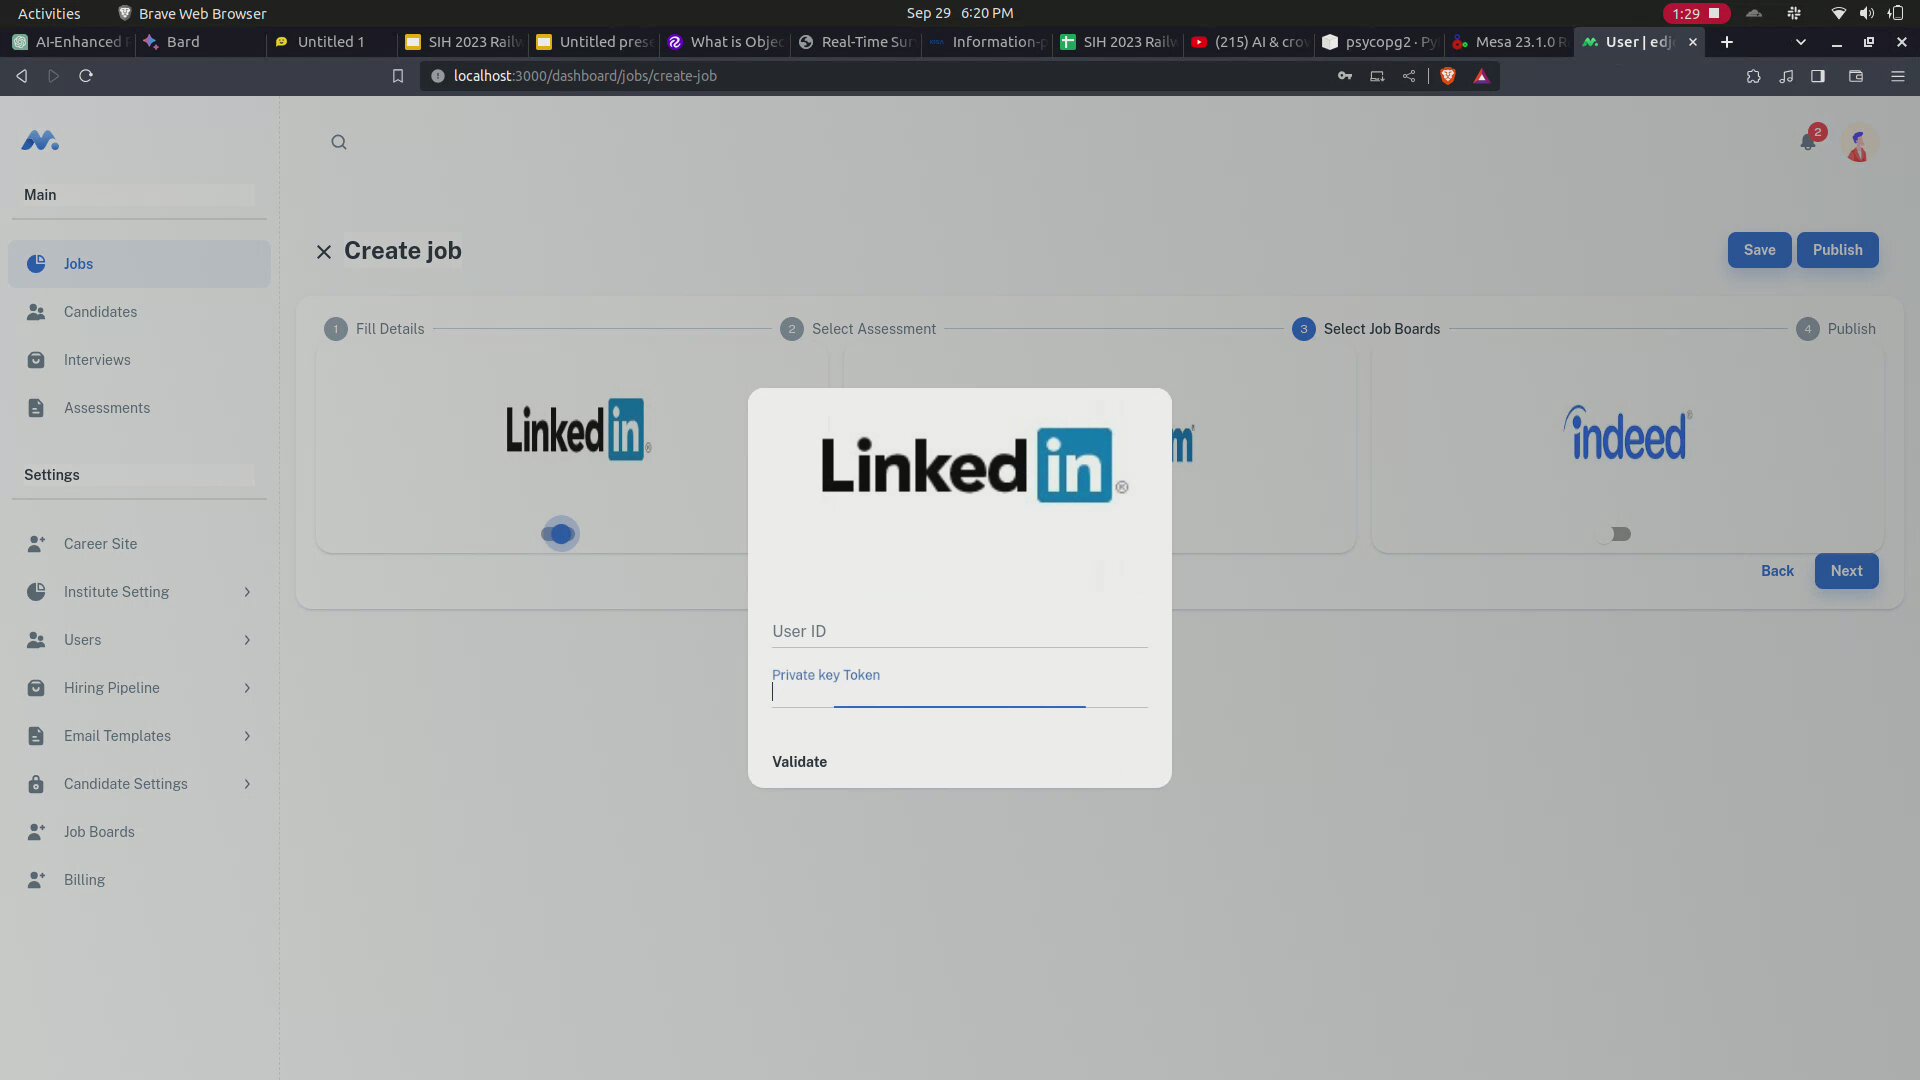 Activities Brave Web Browser Sep 29 6:20 PM 1:29
AI-Enhanced Bard Untitled 1 SIH 2023 Railw Untitled prese What is Objec Real-Time Sur Information-p SIH 2023 Railw (215) AI & crow psycopg2 · Py Mesa 23.1.0 R User | edj
localhost:3000/dashboard/jobs/create-job
2
Main
Create job Save Publish
Jobs
Candidates
Interviews
Assessments
1 Fill Details 2 Select Assessment 3 Select Job Boards 4 Publish
Linkedin® m® indeed®
Back Next
Linkedin®
User ID
Private key Token
Validate
Settings
Career Site
Institute Setting
Users
Hiring Pipeline
Email Templates
Candidate Settings
Job Boards
Billing